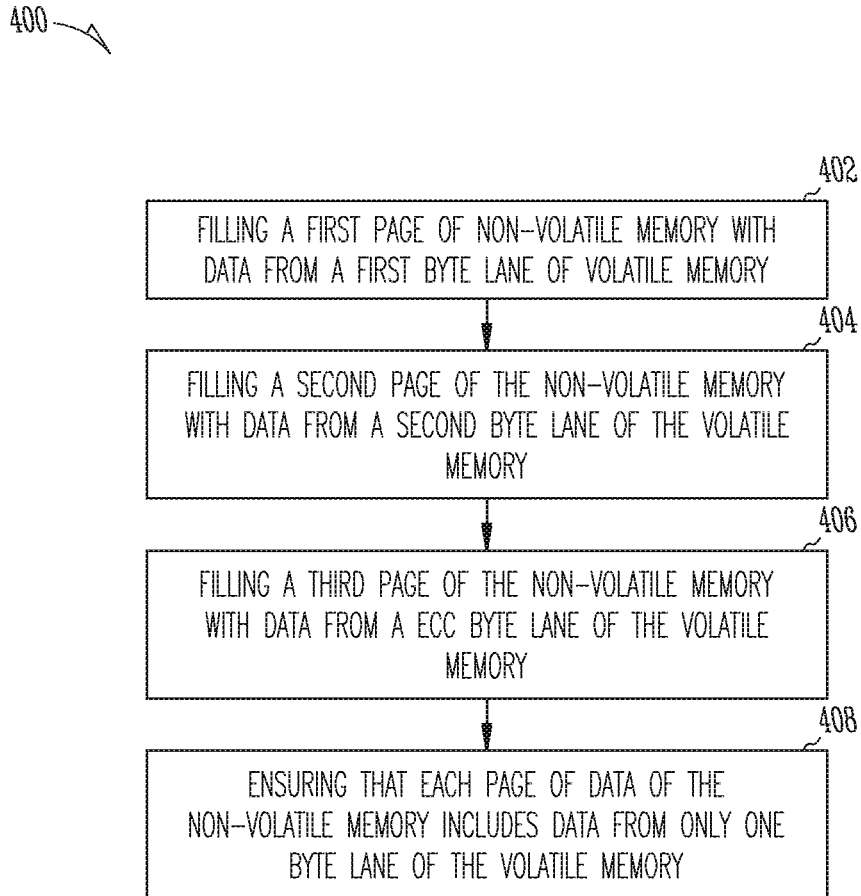 400
402
FILLING A FIRST PAGE OF NON-VOLATILE MEMORY WITH
DATA FROM A FIRST BYTE LANE OF VOLATILE MEMORY
404
FILLING A SECOND PAGE OF THE NON-VOLATILE MEMORY
WITH DATA FROM A SECOND BYTE LANE OF THE VOLATILE
MEMORY
406
FILLING A THIRD PAGE OF THE NON-VOLATILE MEMORY
WITH DATA FROM A ECC BYTE LANE OF THE VOLATILE
MEMORY
408
ENSURING THAT EACH PAGE OF DATA OF THE
NON-VOLATILE MEMORY INCLUDES DATA FROM ONLY ONE
BYTE LANE OF THE VOLATILE MEMORY